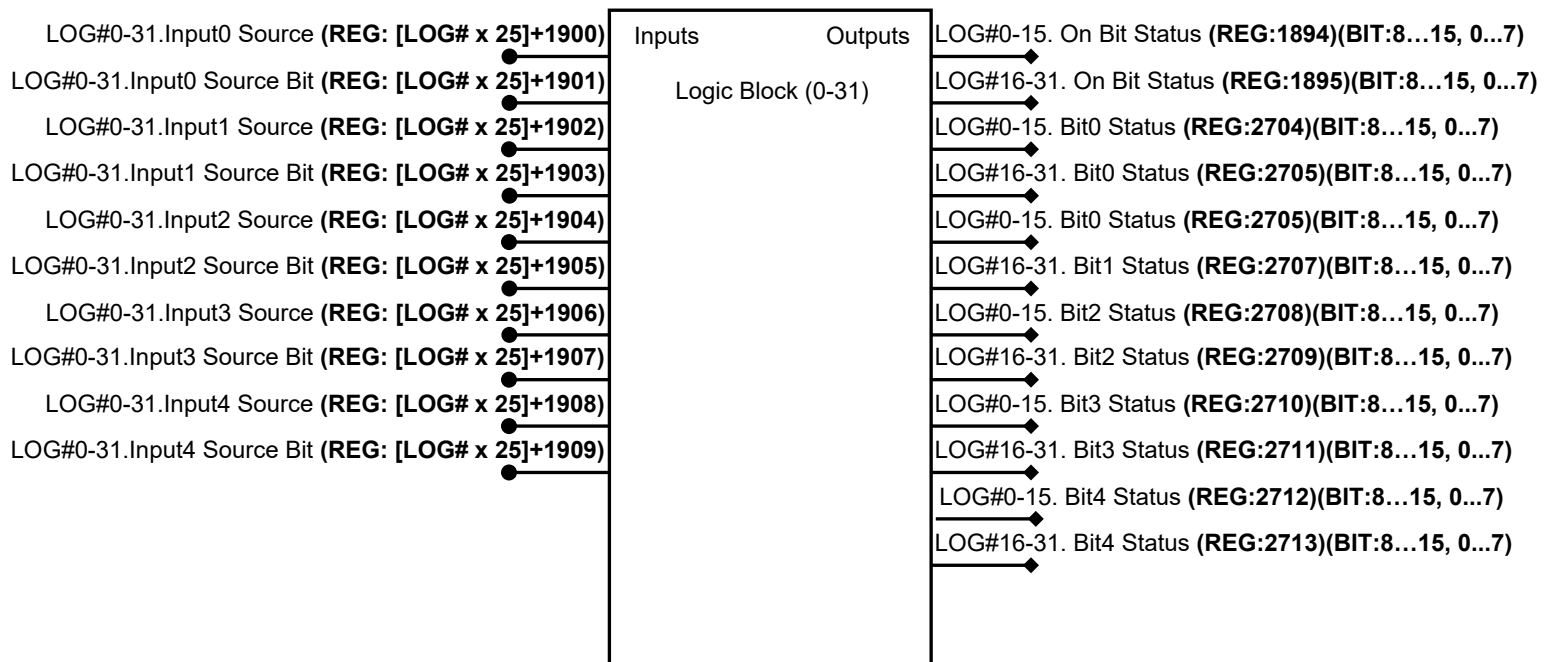 LOG#0-31.Input0 Source (REG: [LOG# x 25]+1900)
LOG#0-31.Input0 Source Bit (REG: [LOG# x 25]+1901)
LOG#0-31.Input1 Source (REG: [LOG# x 25]+1902)
LOG#0-31.Input1 Source Bit (REG: [LOG# x 25]+1903)
LOG#0-31.Input2 Source (REG: [LOG# x 25]+1904)
LOG#0-31.Input2 Source Bit (REG: [LOG# x 25]+1905)
LOG#0-31.Input3 Source (REG: [LOG# x 25]+1906)
LOG#0-31.Input3 Source Bit (REG: [LOG# x 25]+1907)
LOG#0-31.Input4 Source (REG: [LOG# x 25]+1908)
LOG#0-31.Input4 Source Bit (REG: [LOG# x 25]+1909)
Inputs Outputs
Logic Block (0-31)
LOG#0-15. On Bit Status (REG:1894)(BIT:8…15, 0...7)
LOG#16-31. On Bit Status (REG:1895)(BIT:8…15, 0...7)
LOG#0-15. Bit0 Status (REG:2704)(BIT:8…15, 0...7)
LOG#16-31. Bit0 Status (REG:2705)(BIT:8…15, 0...7)
LOG#0-15. Bit0 Status (REG:2705)(BIT:8…15, 0...7)
LOG#16-31. Bit1 Status (REG:2707)(BIT:8…15, 0...7)
LOG#0-15. Bit2 Status (REG:2708)(BIT:8…15, 0...7)
LOG#16-31. Bit2 Status (REG:2709)(BIT:8…15, 0...7)
LOG#0-15. Bit3 Status (REG:2710)(BIT:8…15, 0...7)
LOG#16-31. Bit3 Status (REG:2711)(BIT:8…15, 0...7)
LOG#0-15. Bit4 Status (REG:2712)(BIT:8…15, 0...7)
LOG#16-31. Bit4 Status (REG:2713)(BIT:8…15, 0...7)